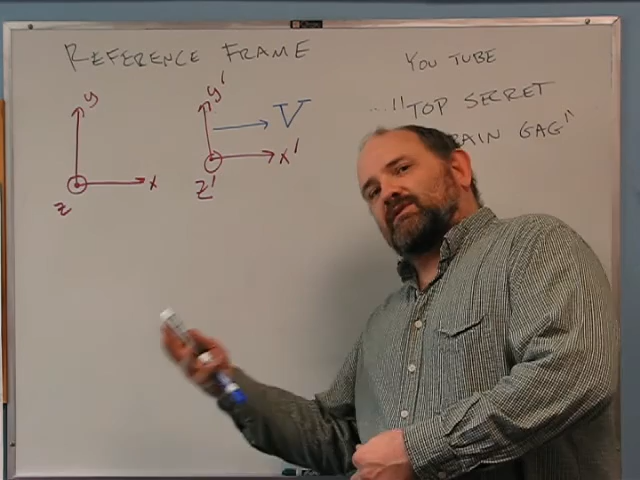 REFERENCE FRAME
y
x
z
y'
V
x'
z'
YOU TUBE
..."TOP SECRET
GAG"